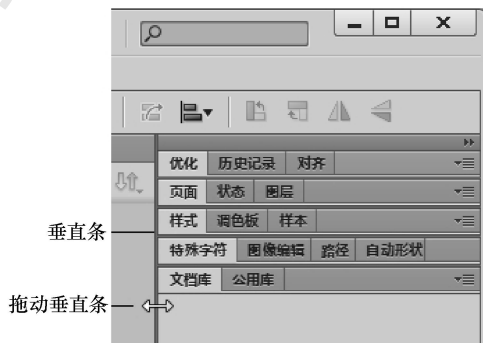 优化 历史记录 对齐
页面 状态 图层
样式 调色板 样本
垂直条
特殊字符 图像编辑 路径 自动形状
文档库 公用库
拖动垂直条